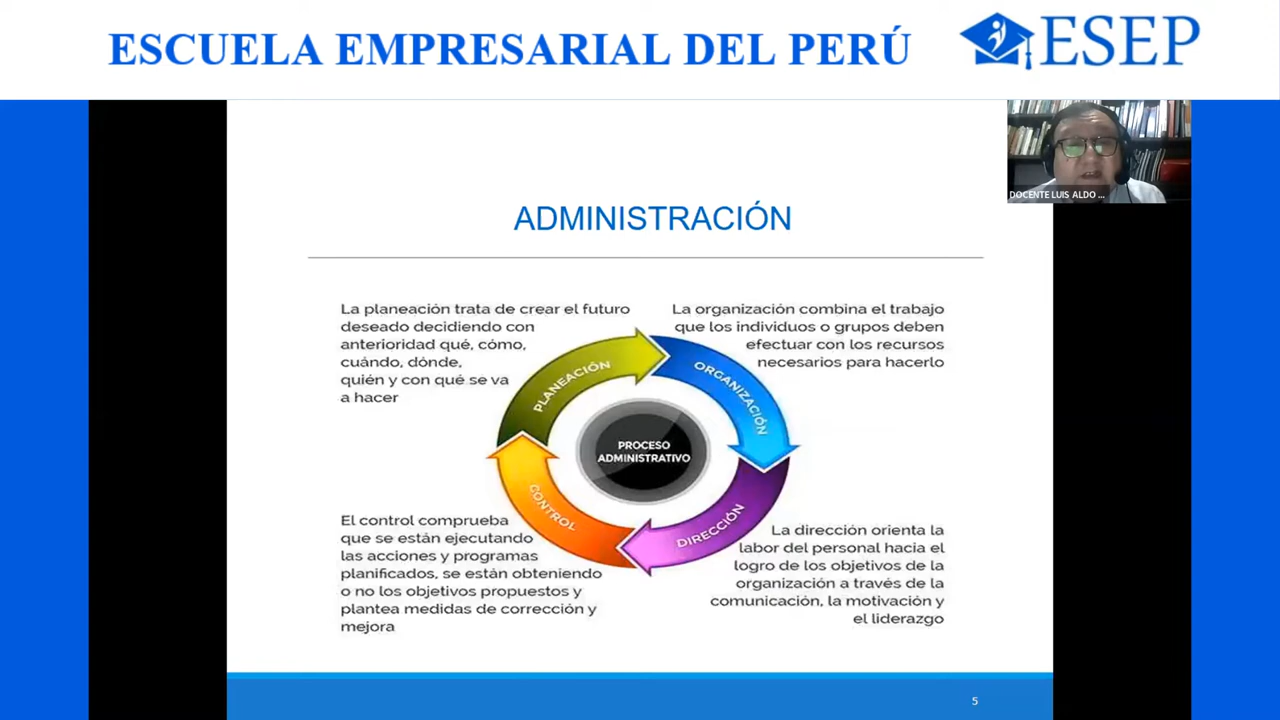 ESCUELA EMPRESARIAL DEL PERÚ
ESEP
DOCENTE LUIS ALDO ...
ADMINISTRACIÓN
La planeación trata de crear el futuro
deseado decidiendo con
anterioridad qué, cómo,
cuándo, dónde,
quién y con qué se va
a hacer
La organización combina el trabajo
que los individuos o grupos deben
efectuar con los recursos
necesarios para hacerlo
PLANEACIÓN
ORGANIZACIÓN
PROCESO
ADMINISTRATIVO
CONTROL
DIRECCIÓN
El control comprueba
que se están ejecutando
las acciones y programas
planificados, se están obteniendo
o no los objetivos propuestos y
plantea medidas de corrección y
mejora
La dirección orienta la
labor del personal hacia el
logro de los objetivos de la
organización a través de la
comunicación, la motivación y
el liderazgo
5